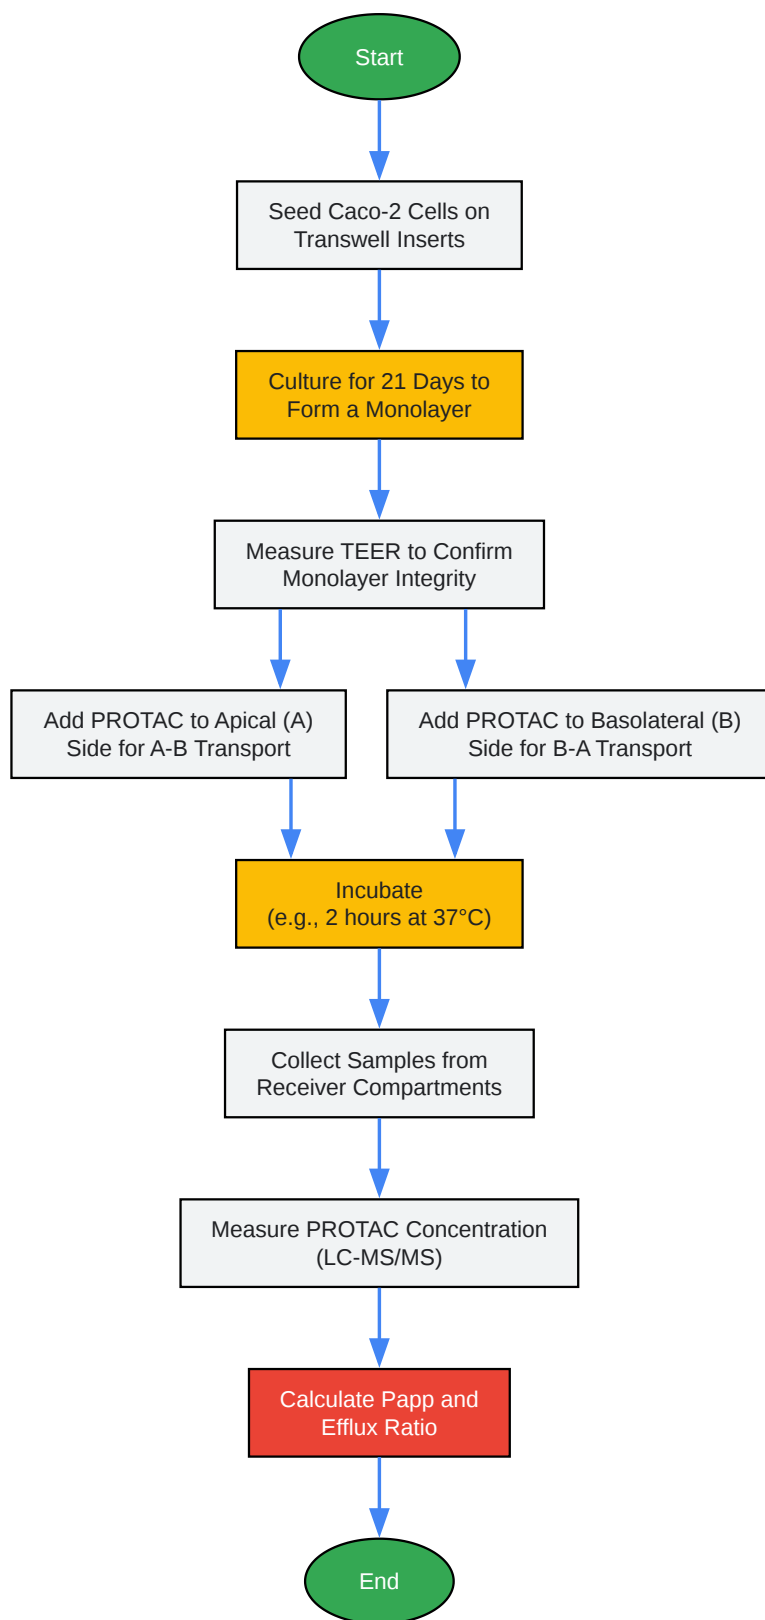 Start
Seed Caco-2 Cells on
Transwell Inserts
Culture for 21 Days to
Form a Monolayer
Measure TEER to Confirm
Monolayer Integrity
Add PROTAC to Apical (A)
Side for A-B Transport
Add PROTAC to Basolateral (B)
Side for B-A Transport
Incubate
(e.g., 2 hours at 37°C)
Collect Samples from
Receiver Compartments
Measure PROTAC Concentration
(LC-MS/MS)
Calculate Papp and
Efflux Ratio
End